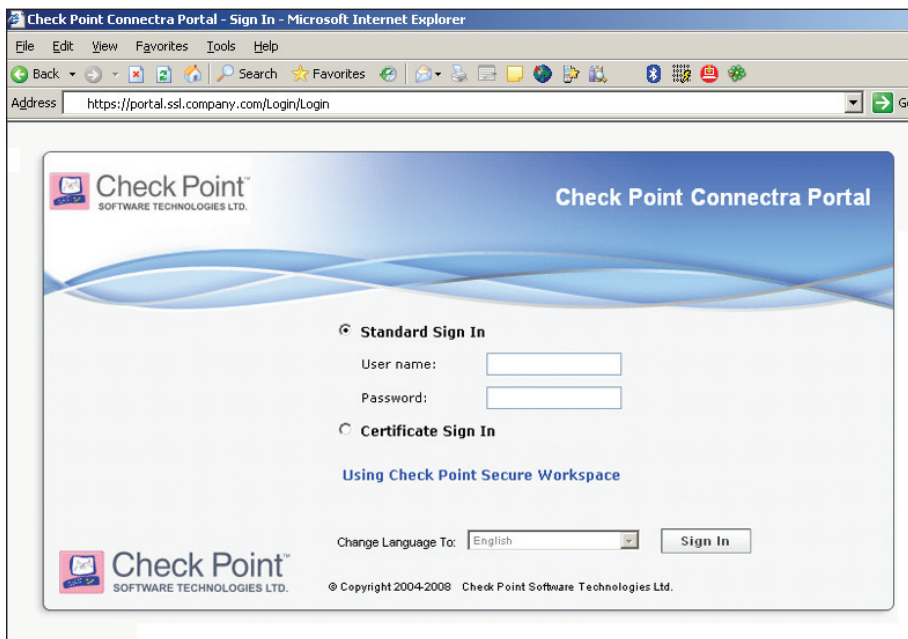 Check Point Connectra Portal - Sign In - Microsoft Internet Explorer
File Edit View Favorites Tools Help
Back Search Favorites
Address https://portal.ssl.company.com/Login/Login
Check Point™
SOFTWARE TECHNOLOGIES LTD.
Check Point Connectra Portal
Standard Sign In
User name:
Password:
Certificate Sign In
Using Check Point Secure Workspace
Change Language To: English Sign In
Check Point™
SOFTWARE TECHNOLOGIES LTD.
© Copyright 2004-2008 Check Point Software Technologies Ltd.